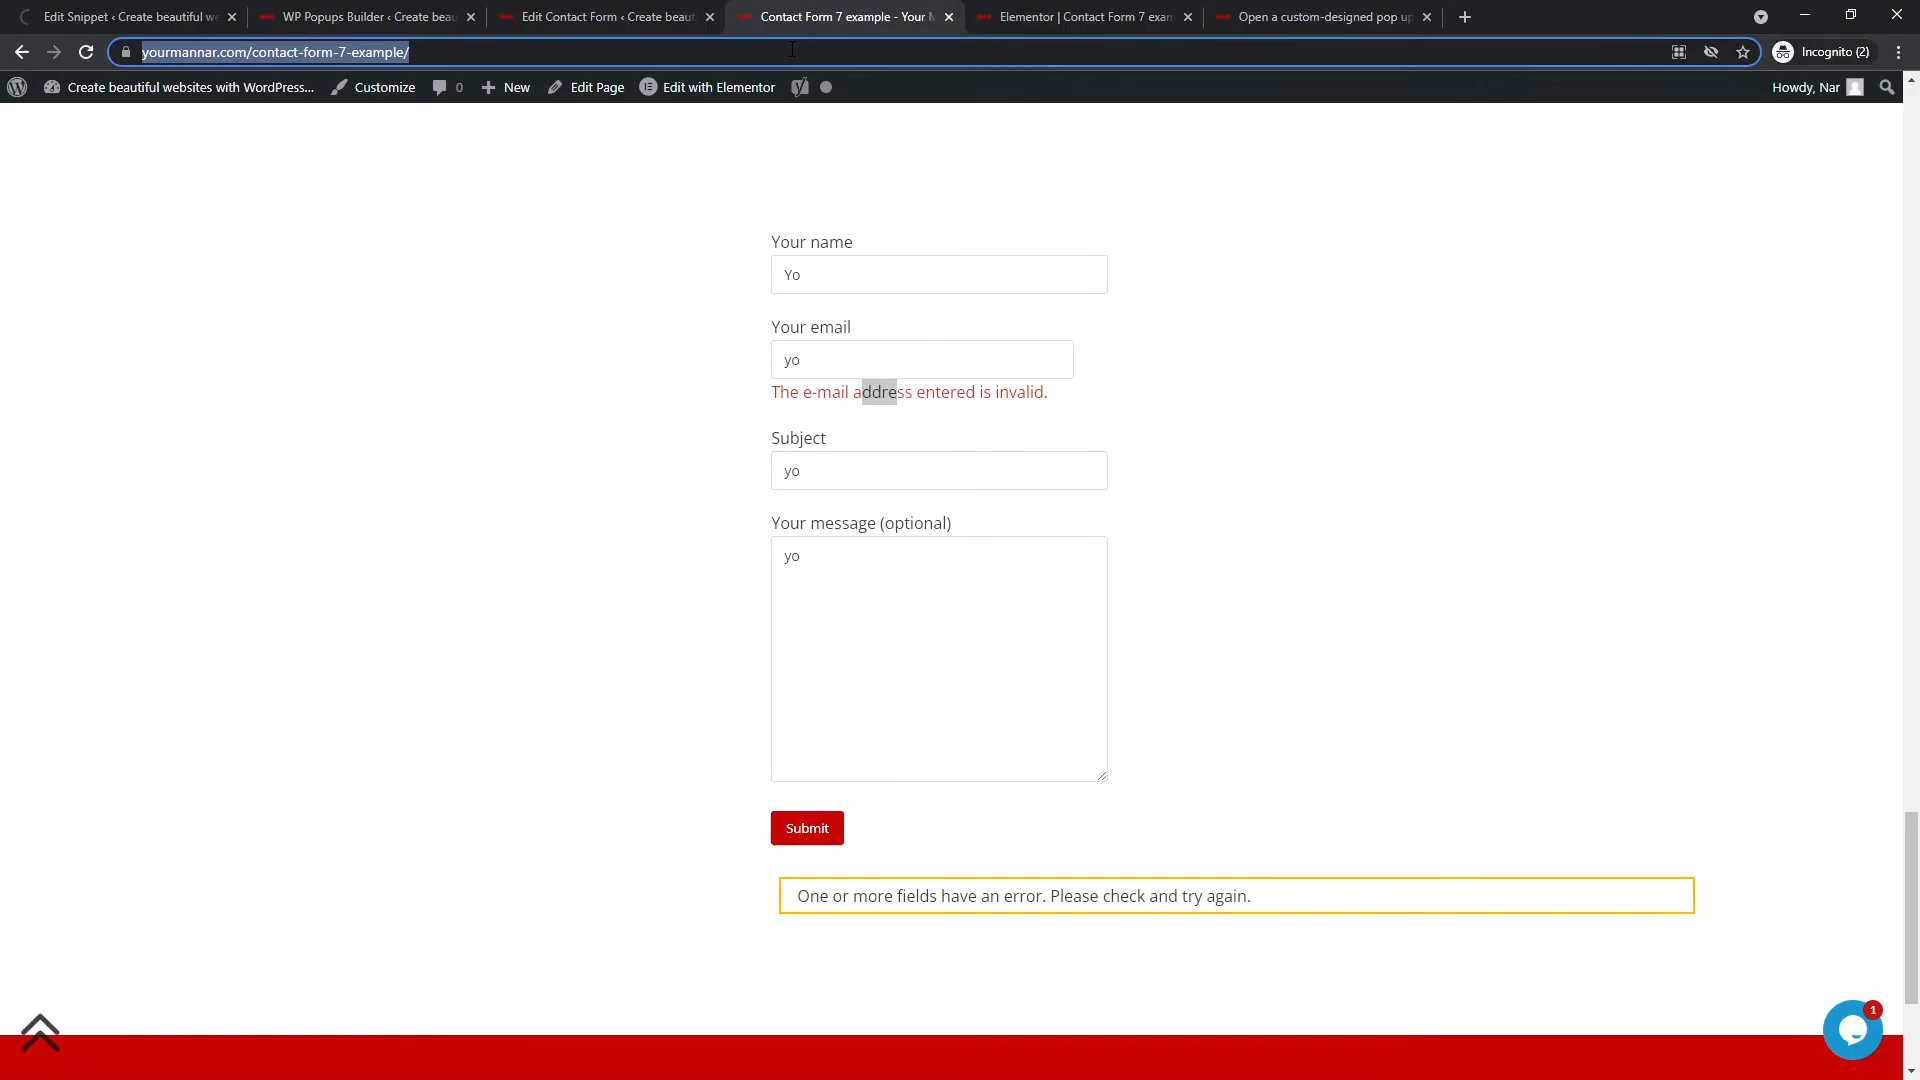 Edit Snippet ‹ Create beautiful we
WP Popups Builder ‹ Create beau
Edit Contact Form ‹ Create beauti
Contact Form 7 example - Your M
Elementor | Contact Form 7 exam
Open a custom-designed pop up
yourmannar.com/contact-form-7-example/
Incognito (2)
Create beautiful websites with WordPress...
Customize
0
New
Edit Page
Edit with Elementor
Howdy, Nar
Your name
Yo
Your email
yo
The e-mail address entered is invalid.
Subject
yo
Your message (optional)
yo
Submit
One or more fields have an error. Please check and try again.
1